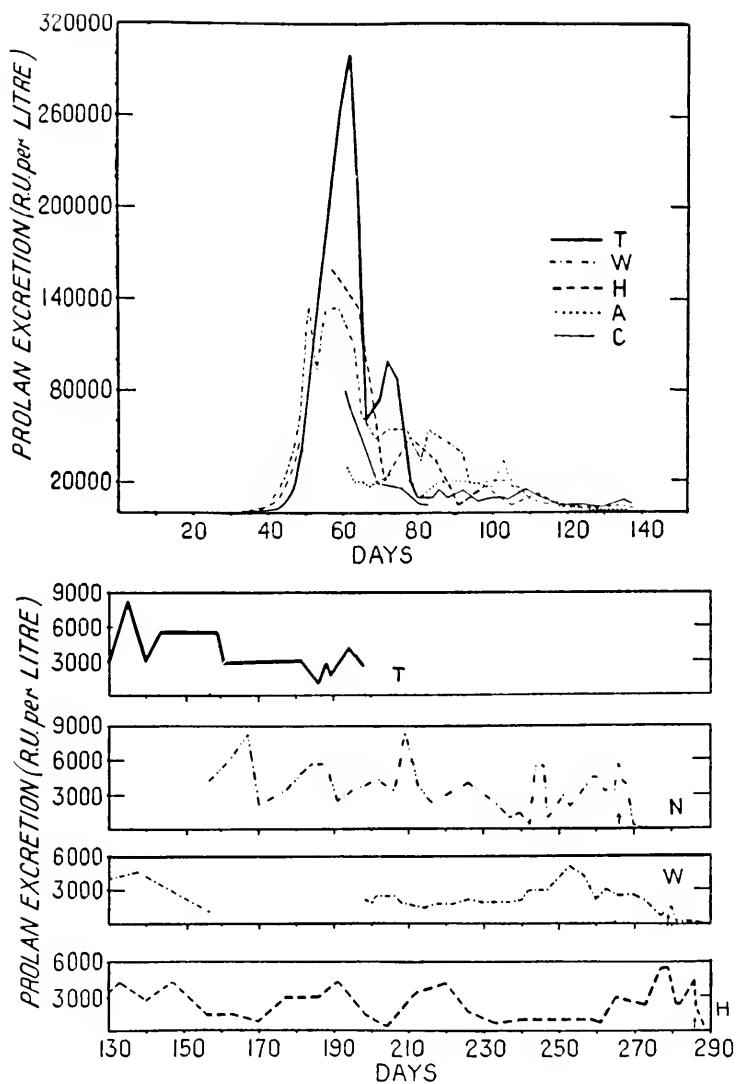 PROLAN EXCRETION (R.U. per LITRE)
320000
260000
200000
140000
80000
20000
T
W
H
A
C
20 40 60 80 100 120 140
DAYS
PROLAN EXCRETION (R.U. per LITRE)
9000
6000
3000
T
9000
6000
3000
N
6000
3000
W
6000
3000
H
130 150 170 190 210 230 250 270 290
DAYS